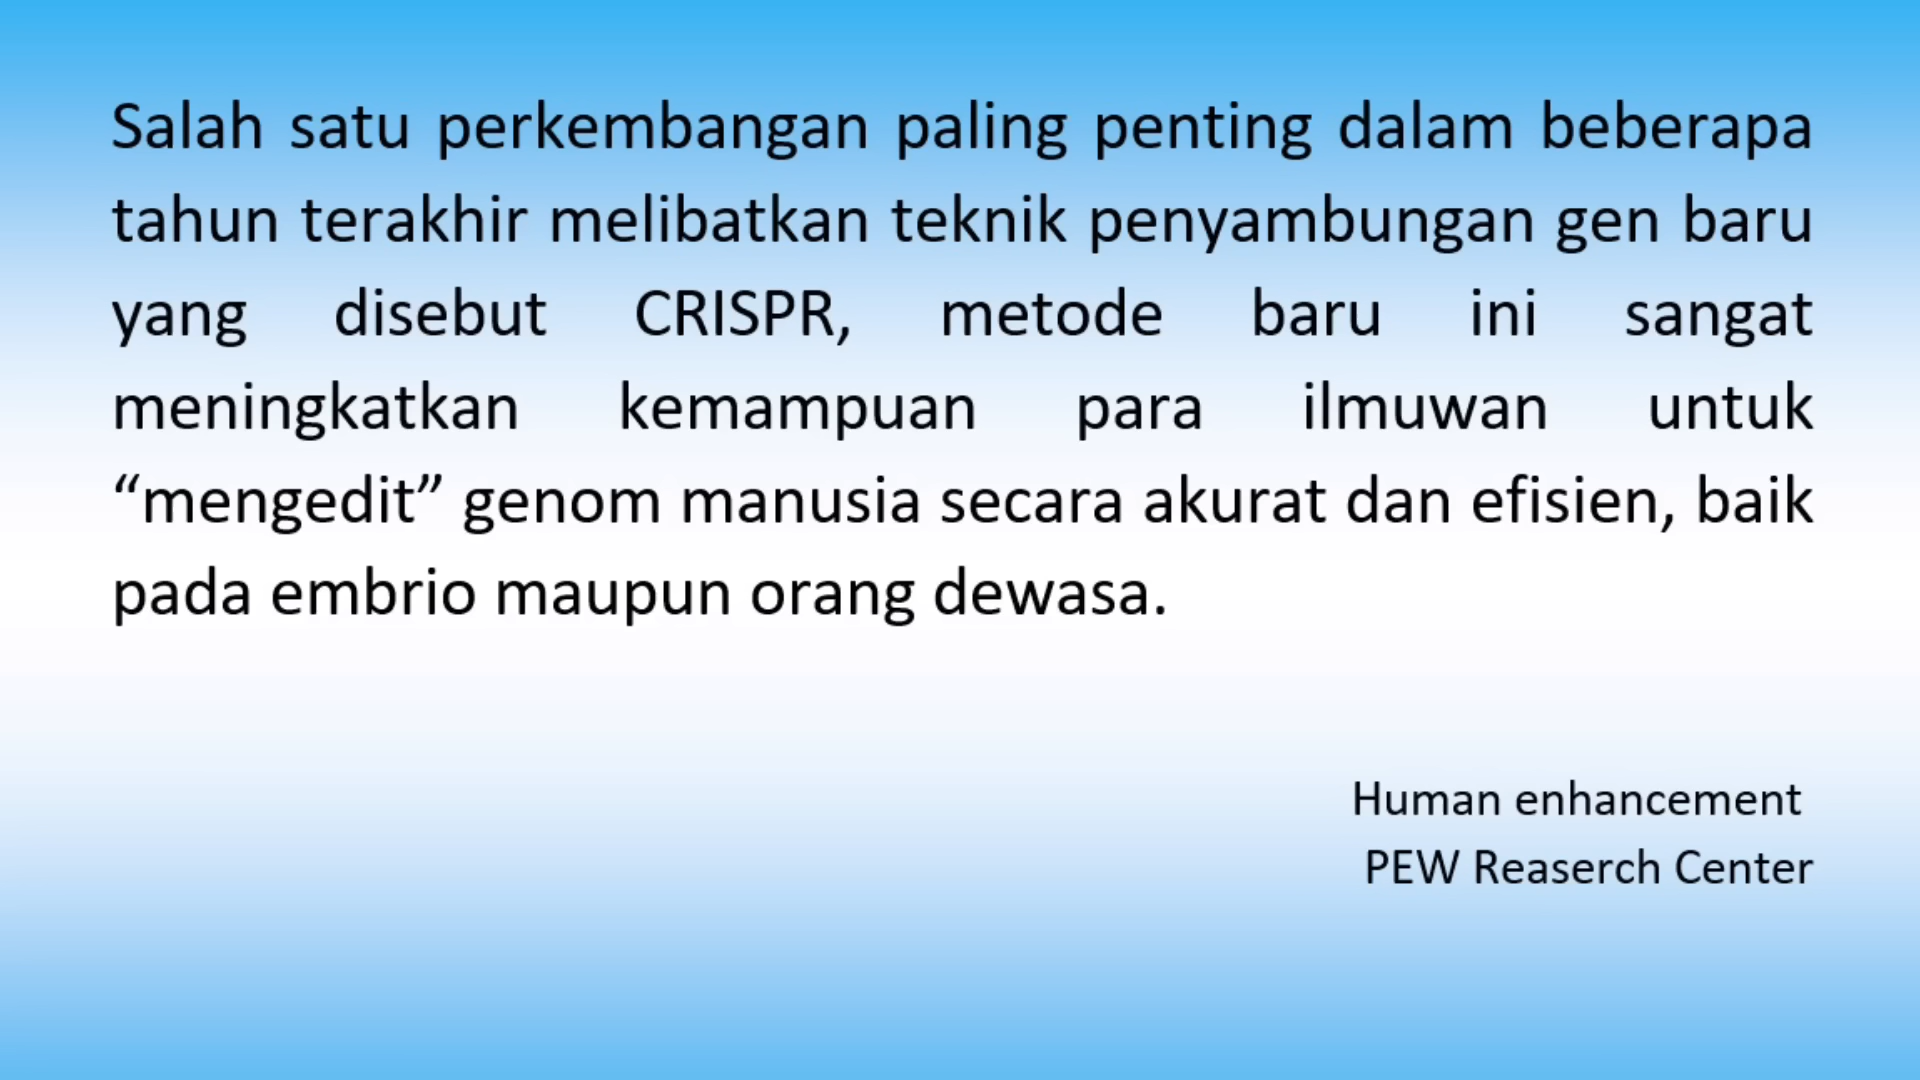 Salah satu perkembangan paling penting dalam beberapa
tahun terakhir melibatkan teknik penyambungan gen baru
yang disebut CRISPR, metode baru ini sangat
meningkatkan kemampuan para ilmuwan untuk
“mengedit” genom manusia secara akurat dan efisien, baik
pada embrio maupun orang dewasa.
Human enhancement
PEW Reaserch Center